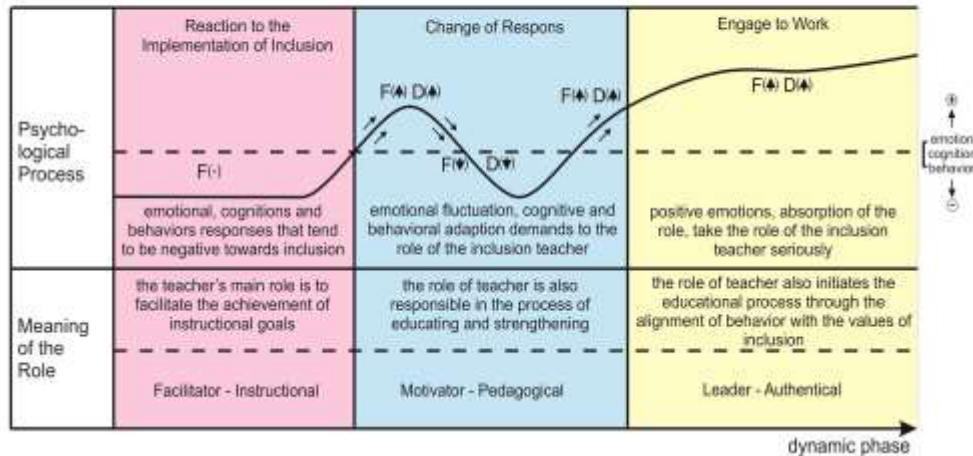 Reaction to the
Implementation of Inclusion
Change of Respons
Engage to Work
Psycho-
logical
Process
F(-)
F(↑) D(↑)
F(↓) D(↓)
F(↑) D(↑)
F(↑) D(↑)
emotional, cognitions and
behaviors responses that tend
to be negative towards inclusion
emotional fluctuation, cognitive and
behavioral adaption demands to the
role of the inclusion teacher
positive emotions, absorption of the
role, take the role of the inclusion
teacher seriously
+
emotion
cognition
behavior
-
Meaning
of the
Role
the teacher's main role is to
facilitate the achievement of
instructional goals
the role of teacher is also
responsible in the process of
educating and strengthening
the role of teacher also initiates the
educational process through the
alignment of behavior with the values of
inclusion
Facilitator - Instructional
Motivator - Pedagogical
Leader - Authentical
dynamic phase